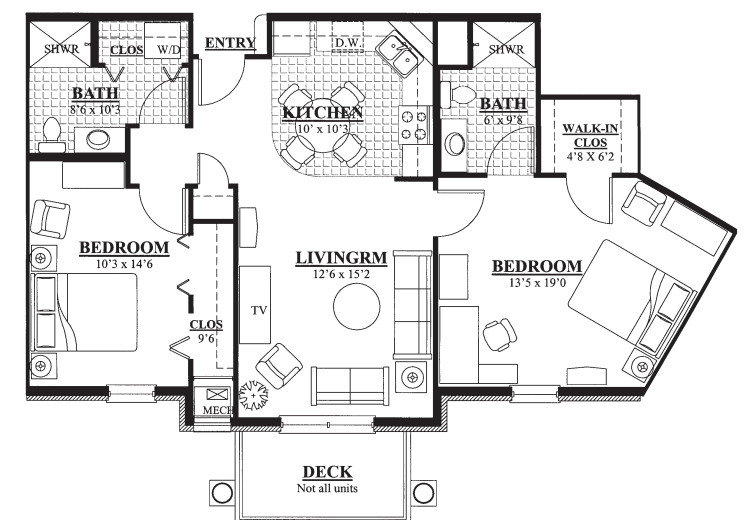 SHWR
CLOS
W/D
ENTRY
D.W.
SHWR
BATH
8'6 x 10'3
KITCHEN
10' x 10'3
BATH
6' x 9'8
WALK-IN
CLOS
4'8 X 6'2
BEDROOM
10'3 x 14'6
LIVINGRM
12'6 x 15'2
BEDROOM
13'5 x 19'0
TV
CLOS
9'6
MECH
DECK
Not all units